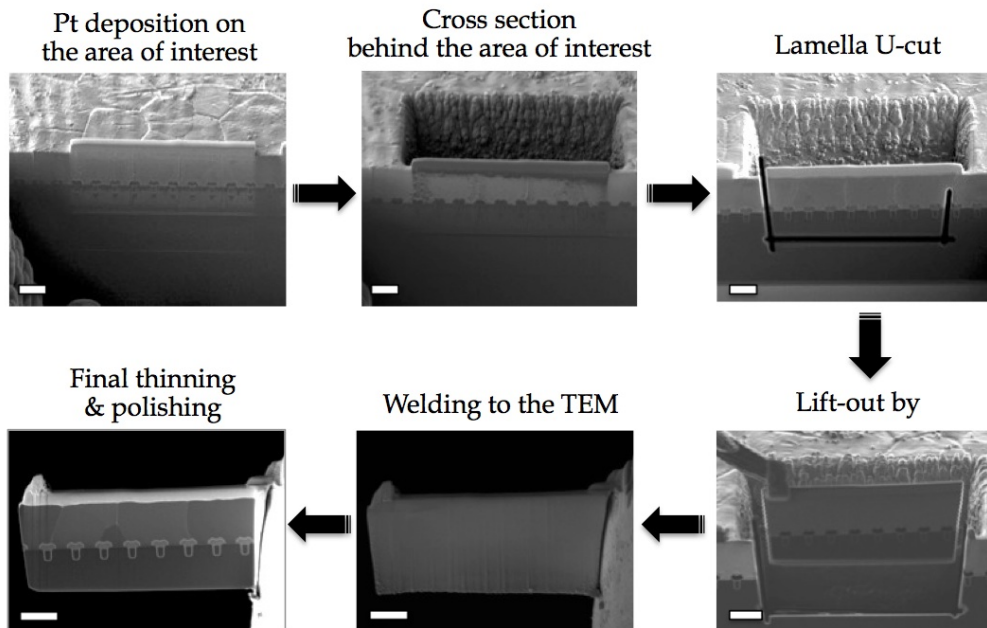 Pt deposition on
the area of interest
Cross section
behind the area of interest
Lamella U-cut
Lift-out by
Welding to the TEM
Final thinning
& polishing